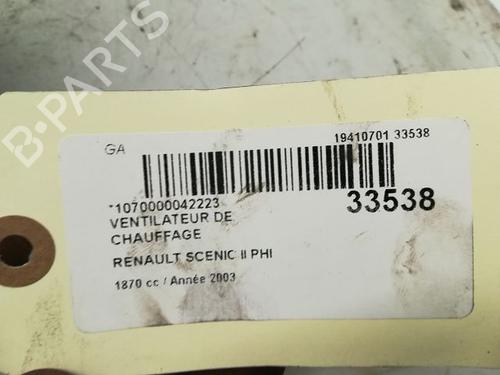 B-PARTS
GA
19410701 33538
*1070000042223
33538
VENTILATEUR DE
CHAUFFAGE
RENAULT SCENIC II PHI
1870 cc / Année 2003